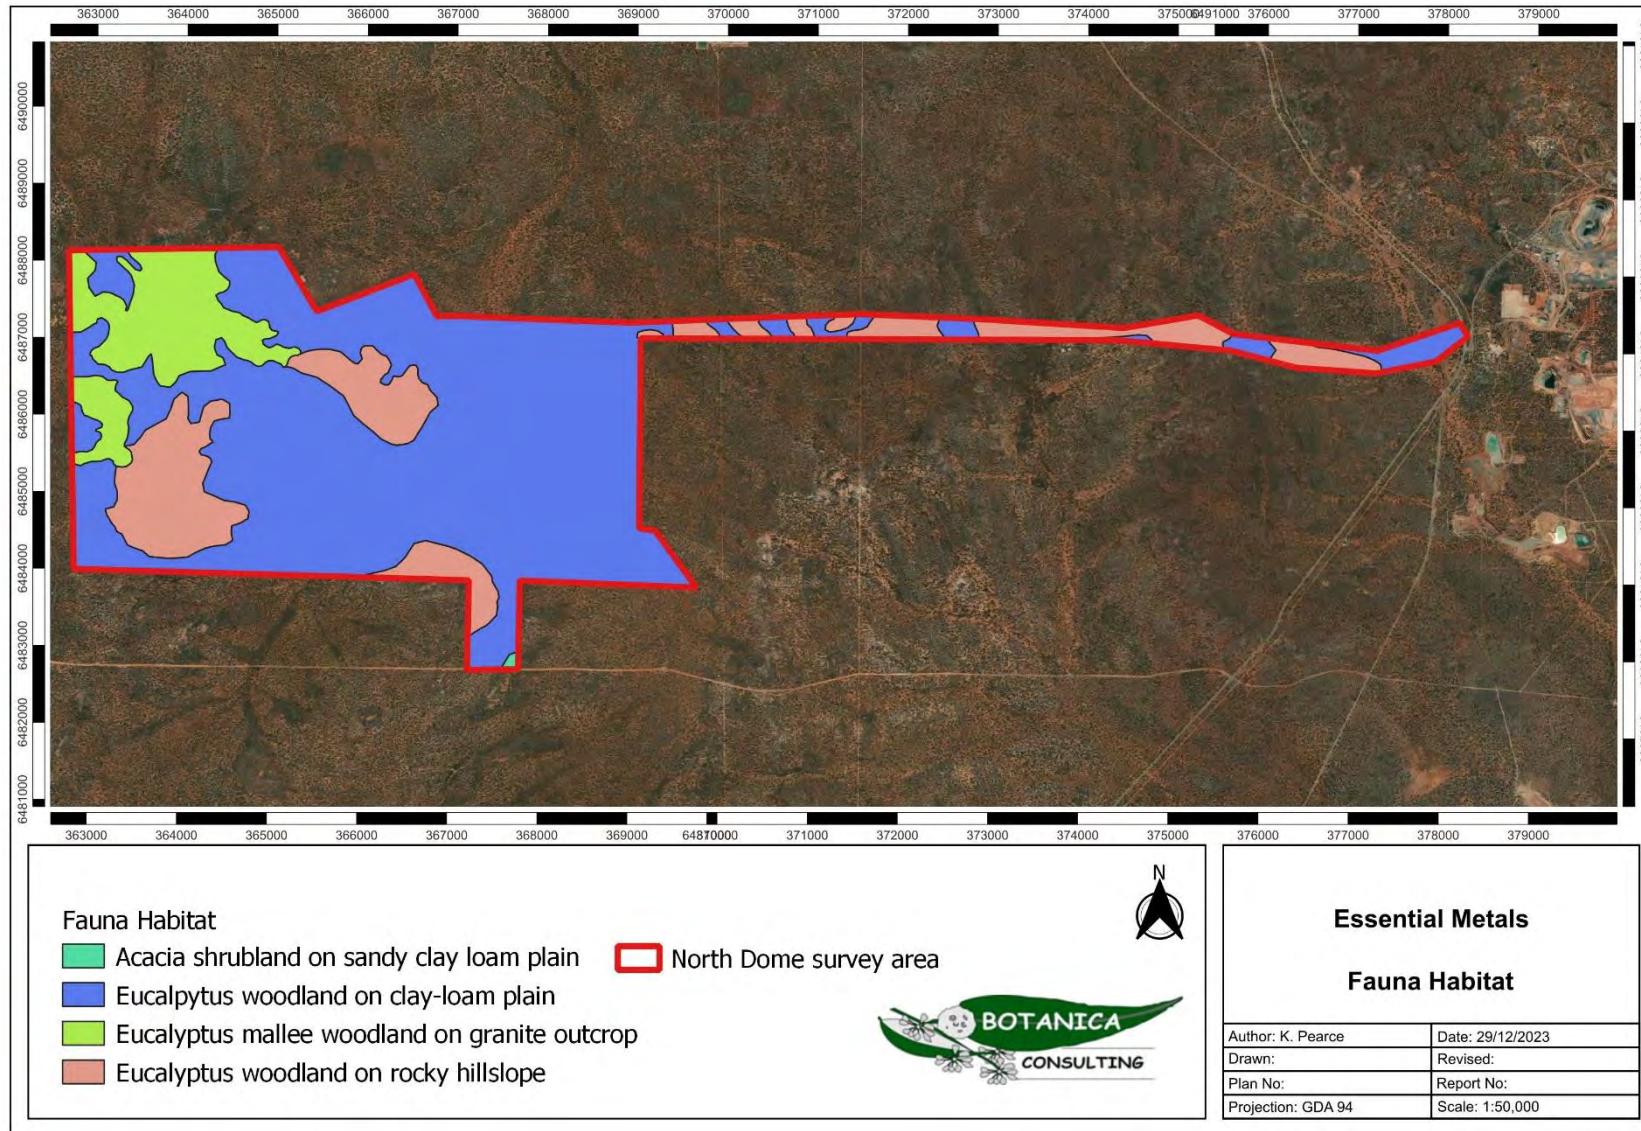 363000 364000 365000 366000 367000 368000 369000 370000 371000 372000 373000 374000 375000 6491000 376000 377000 378000 379000
6490000
6489000
6488000
6487000
6486000
6485000
6484000
6483000
6482000
6481000
363000 364000 365000 366000 367000 368000 369000 371000 372000 373000 374000 375000 376000 377000 378000 379000
N
Fauna Habitat
Acacia shrubland on sandy clay loam plain
North Dome survey area
Eucalpytus woodland on clay-loam plain
Eucalyptus mallee woodland on granite outcrop
Eucalyptus woodland on rocky hillslope
BOTANICA
CONSULTING
Essential Metals
Fauna Habitat
Author: K. Pearce
Date: 29/12/2023
Drawn:
Revised:
Plan No:
Report No:
Projection: GDA 94
Scale: 1:50,000